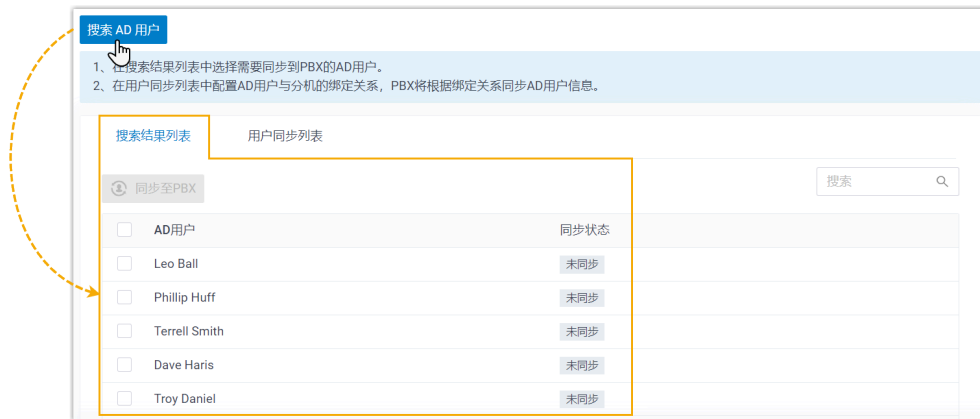 搜索 AD 用户
1、在搜索结果列表中选择需要同步到PBX的AD用户。
2、在用户同步列表中配置AD用户与分机的绑定关系，PBX将根据绑定关系同步AD用户信息。
搜索结果列表 用户同步列表
同步至PBX 搜索
AD用户 同步状态
Leo Ball 未同步
Phillip Huff 未同步
Terrell Smith 未同步
Dave Haris 未同步
Troy Daniel 未同步